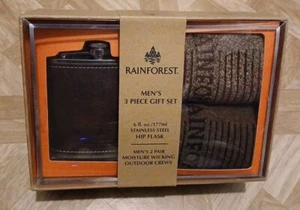 RAINFOREST.
MEN'S
3 PIECE GIFT SET
6 fl. oz/177ml
STAINLESS STEEL
HIP FLASK
MEN'S 2 PAIR
MOISTURE WICKING
OUTDOOR CREWS